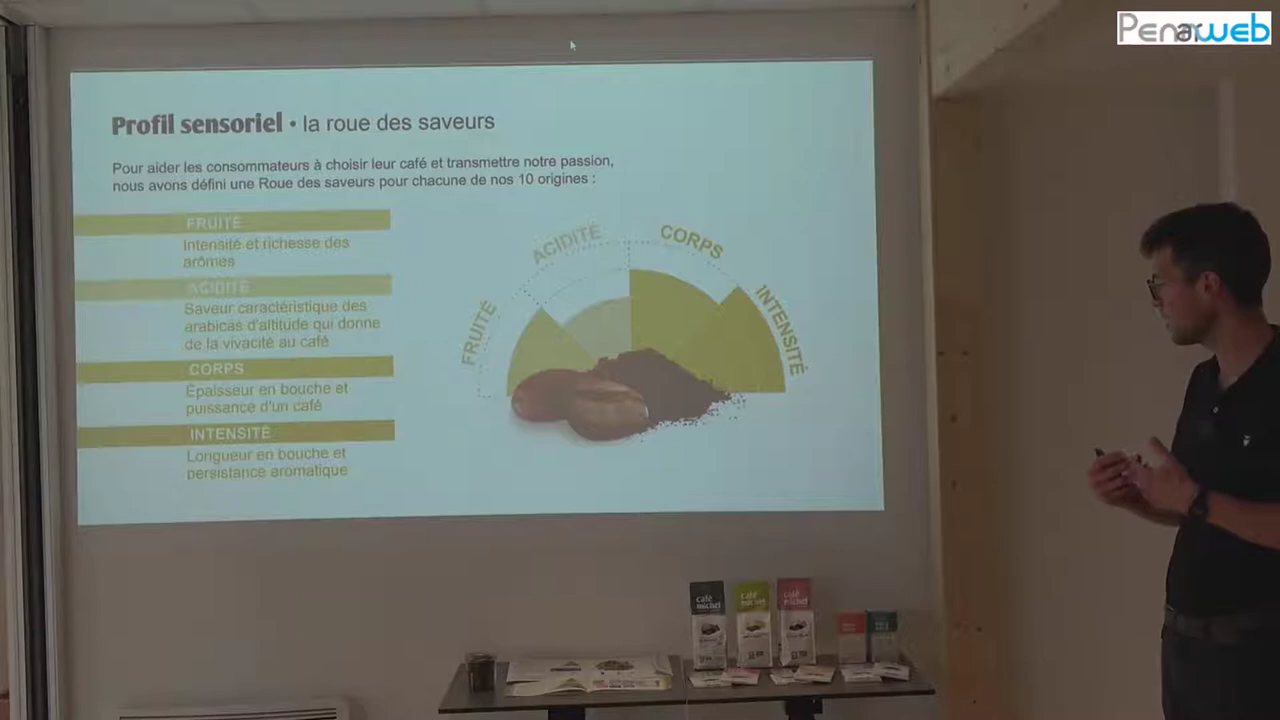 Penarweb
Profil sensoriel • la roue des saveurs
Pour aider les consommateurs à choisir leur café et transmettre notre passion,
nous avons défini une Roue des saveurs pour chacune de nos 10 origines :
FRUITÉ
Intensité et richesse des
arômes
ACIDITÉ
Saveur caractéristique des
arabicas d'altitude qui donne
de la vivacité au café
CORPS
Épaisseur en bouche et
puissance d'un café
INTENSITÉ
Longueur en bouche et
persistance aromatique
FRUITÉ
ACIDITÉ
CORPS
INTENSITÉ
café
michel
café
michel
café
michel